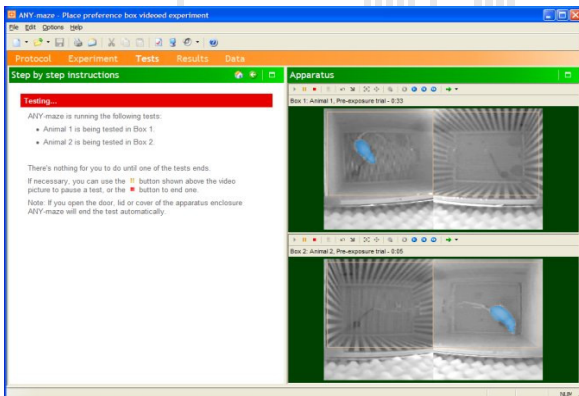 ANY-maze - Place preference box videoed experiment
File Edit Options Help
Protocol Experiment Tests Results Data
Step by step instructions
Testing...
ANY-maze is running the following tests:
• Animal 1 is being tested in Box 1.
• Animal 2 is being tested in Box 2.
There's nothing for you to do until one of the tests ends.
If necessary, you can use the button shown above the video
picture to pause a test, or the button to end one.
Note. If you open the door, lid or cover of the apparatus enclosure
ANY-maze will end the test automatically.
Apparatus
Box 1: Animal 1, Pre-exposure trial - 0:33
Box 2: Animal 2, Pre-exposure trial - 0:05
NUM